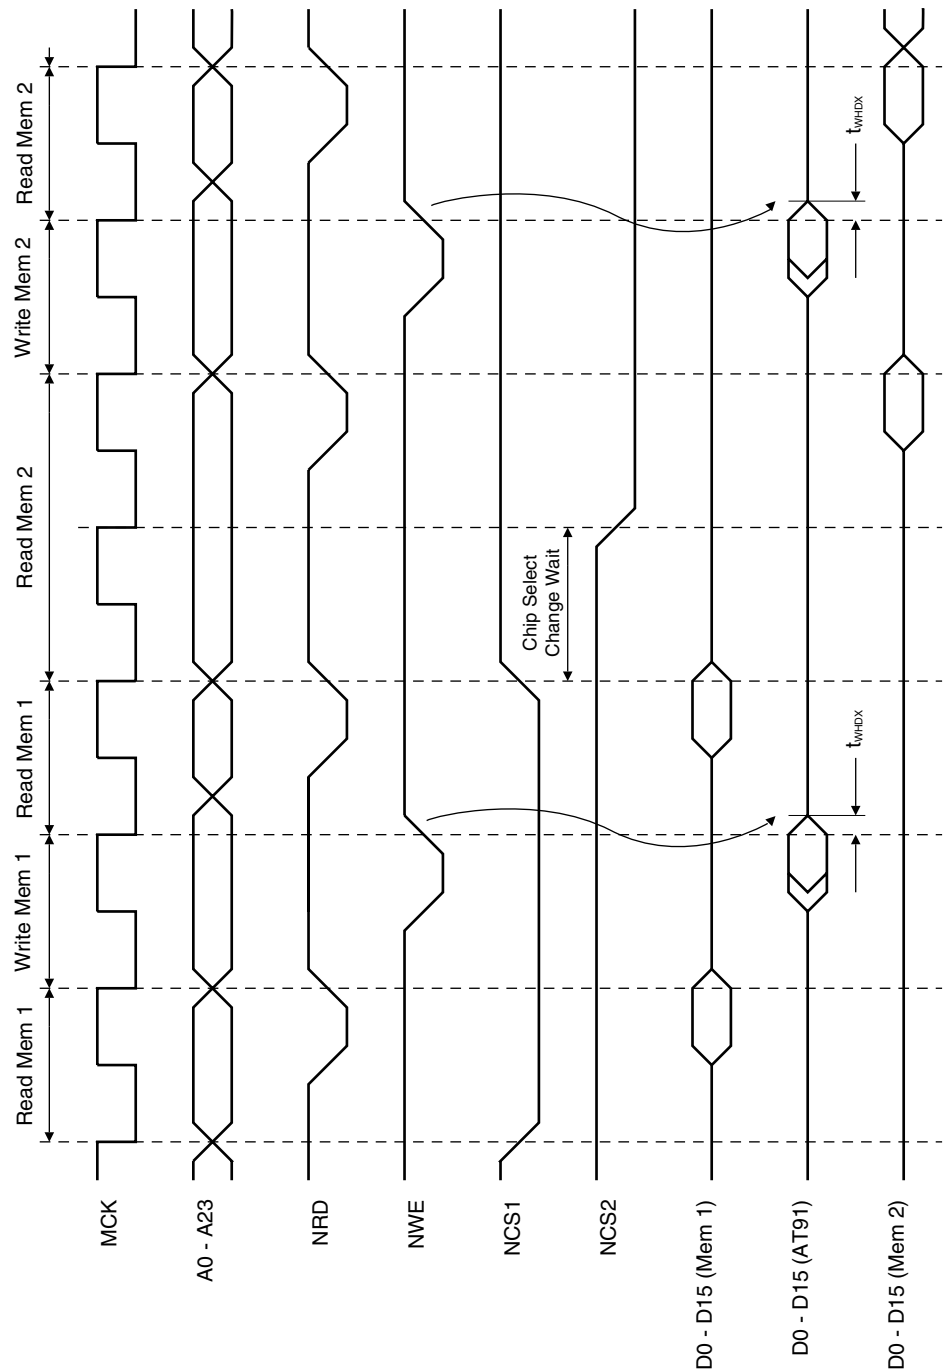 Read Mem 1
Write Mem 1
Read Mem 1
Read Mem 2
Write Mem 2
Read Mem 2
MCK
A0 - A23
NRD
NWE
NCS1
NCS2
Chip Select
Change Wait
D0 - D15 (Mem 1)
D0 - D15 (AT91)
tWHDX
tWHDX
D0 - D15 (Mem 2)